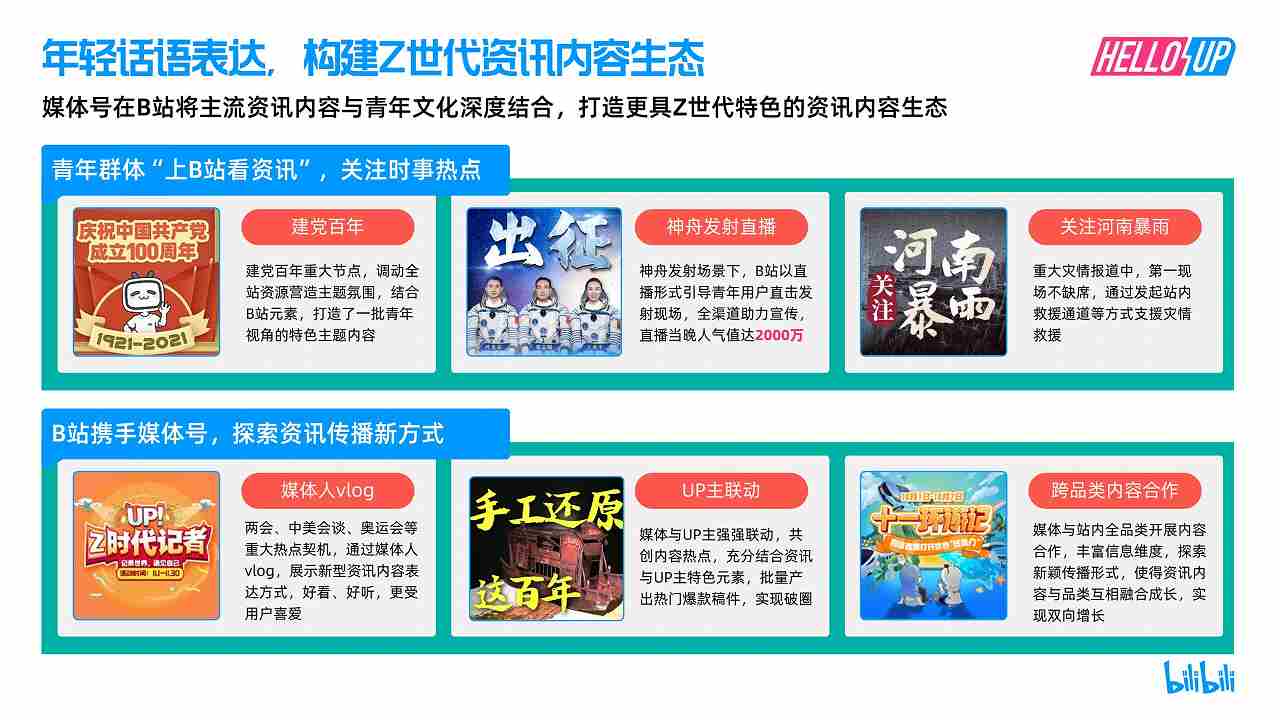 年轻话语表达，构建Z世代资讯内容生态
HELLO UP
媒体号在B站将主流资讯内容与青年文化深度结合，打造更具Z世代特色的资讯内容生态
青年群体“上B站看资讯”，关注时事热点
庆祝中国共产党
成立100周年
1921-2021
建党百年
建党百年重大节点，调动全
站资源营造主题氛围，结合
B站元素，打造了一批青年
视角的特色主题内容
出征
神舟发射直播
神舟发射场景下，B站以直
播形式引导青年用户直击发
射现场，全渠道助力宣传，
直播当晚人气值达2000万
关注
河南
暴雨
关注河南暴雨
重大灾情报道中，第一现
场不缺席，通过发起站内
救援通道等方式支援灾情
救援
B站携手媒体号，探索资讯传播新方式
UP!
Z时代记者
记录世界，遇见自己
媒体人vlog
两会、中美会谈、奥运会等
重大热点契机，通过媒体人
vlog，展示新型资讯内容表
达方式，好看、好听，更受
用户喜爱
手工还原
这百年
UP主联动
媒体与UP主强强联动，共
创内容热点，充分结合资讯
与UP主特色元素，批量产
出热门爆款稿件，实现破圈
十一环游记
跨品类内容合作
媒体与站内全品类开展内容
合作，丰富信息维度，探索
新颖传播形式，使得资讯内
容与品类互相融合成长，实
现双向增长
bilibili